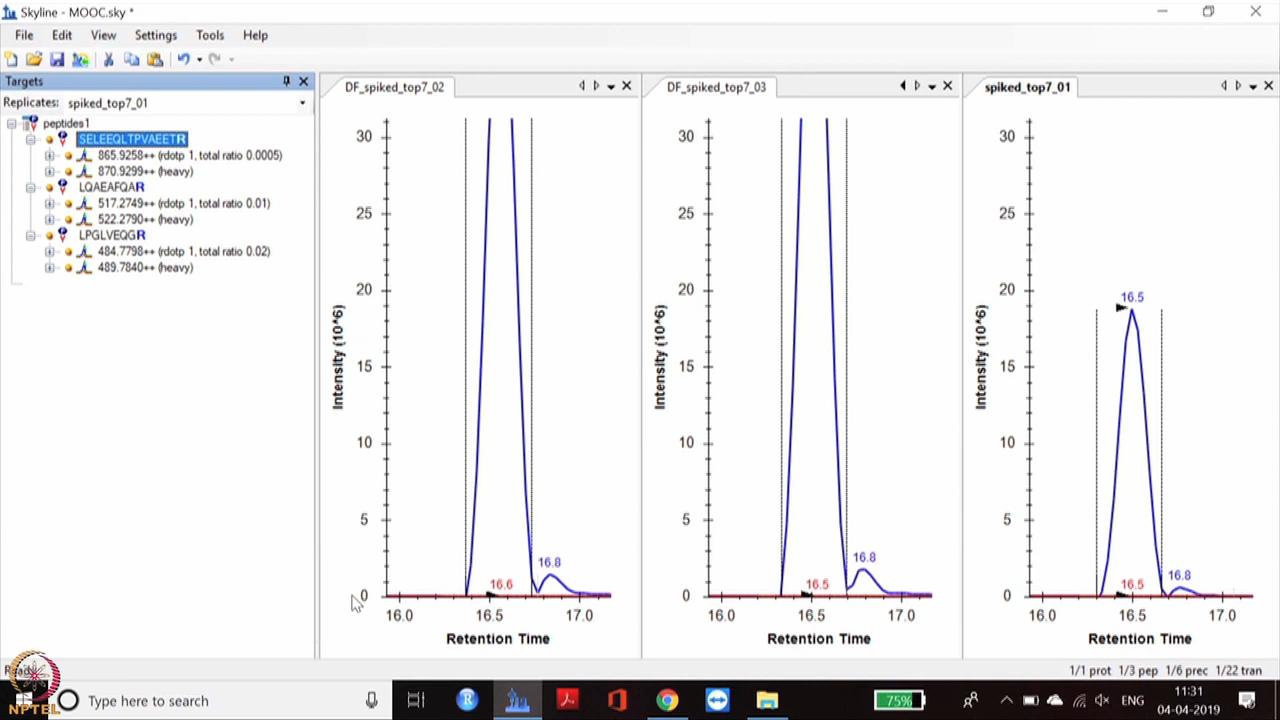 Skyline - MOOC.sky *
File Edit View Settings Tools Help
Targets
Replicates: spiked_top7_01
peptides1
SELEEQLTPVAEETR
865.9258++ (rdotp 1, total ratio 0.0005)
870.9299++ (heavy)
LQAEAFQAR
517.2749++ (rdotp 1, total ratio 0.01)
522.2790++ (heavy)
LPGLVEQGR
484.7798++ (rdotp 1, total ratio 0.02)
489.7840++ (heavy)
DF_spiked_top7_02
30
25
20
15
10
5
0
Intensity (10^6)
16.6
16.8
16.0 16.5 17.0
Retention Time
DF_spiked_top7_03
30
25
20
15
10
5
0
Intensity (10^6)
16.5
16.8
16.0 16.5 17.0
Retention Time
spiked_top7_01
30
25
20
15
10
5
0
Intensity (10^6)
16.5
16.5
16.8
16.0 16.5 17.0
Retention Time
1/1 prot 1/3 pep 1/6 prec 1/22 tran
NPTEL
Type here to search
75%
ENG
11:31
04-04-2019